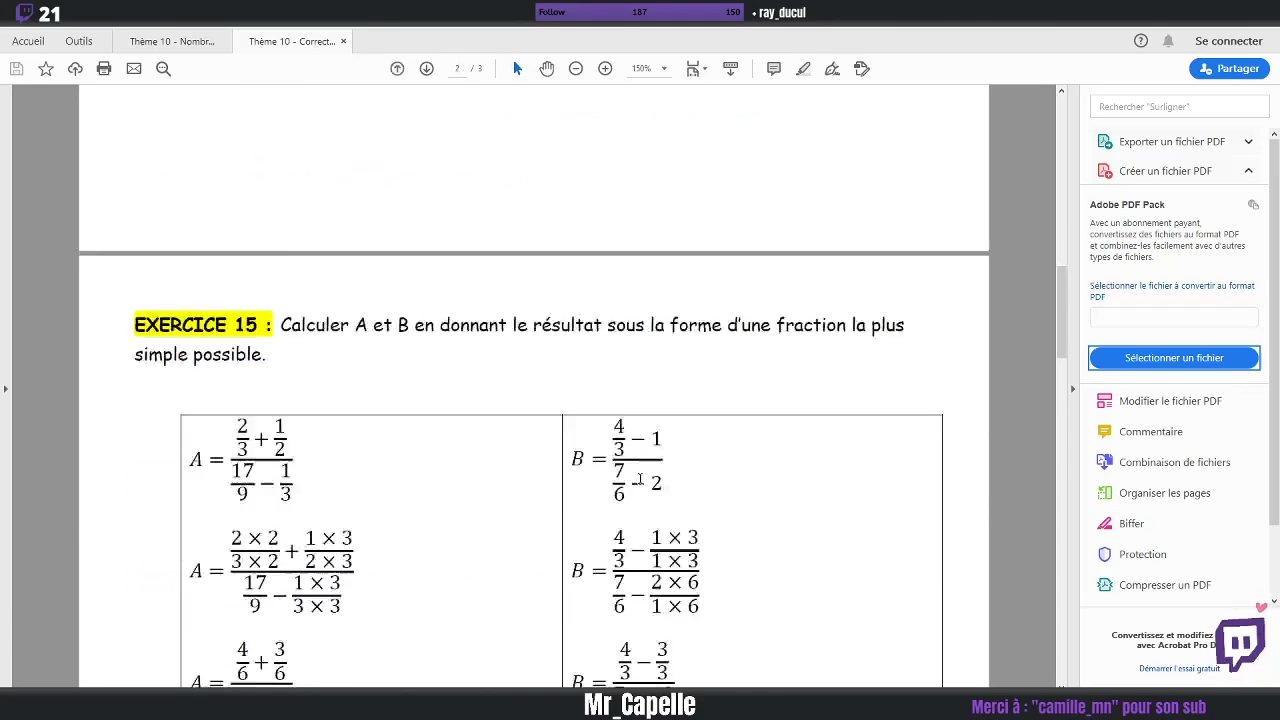 21
Follow 187 150 + ray_ducul
Accueil Outils Thème 10 - Nombr... Thème 10 - Correct... ×
Se connecter
2 / 3
150%
Partager
Rechercher "Surligner"
Exporter un fichier PDF
Créer un fichier PDF
Adobe PDF Pack
Avec un abonnement payant,
convertissez des fichiers au format PDF
et combinez-les facilement avec d'autres
types de fichiers.
Sélectionner le fichier à convertir au format
PDF
Sélectionner un fichier
Modifier le fichier PDF
Commentaire
Combinaison de fichiers
Organiser les pages
Biffer
Protection
Compresser un PDF
Convertissez et modifiez
avec Acrobat Pro D
Démarrer l'essai gratuit
EXERCICE 15 : Calculer A et B en donnant le résultat sous la forme d'une fraction la plus
simple possible.
A = (2/3 + 1/2) / (17/9 − 1/3)
A = ((2 × 2)/(3 × 2) + (1 × 3)/(2 × 3)) / (17/9 − (1 × 3)/(3 × 3))
A = 4/6 + 3/6
B = (4/3 − 1) / (7/6 − 2)
B = (4/3 − (1 × 3)/(1 × 3)) / (7/6 − (2 × 6)/(1 × 6))
B = 4/3 − 3/3
Mr_Capelle
Merci à : "camille_mn" pour son sub